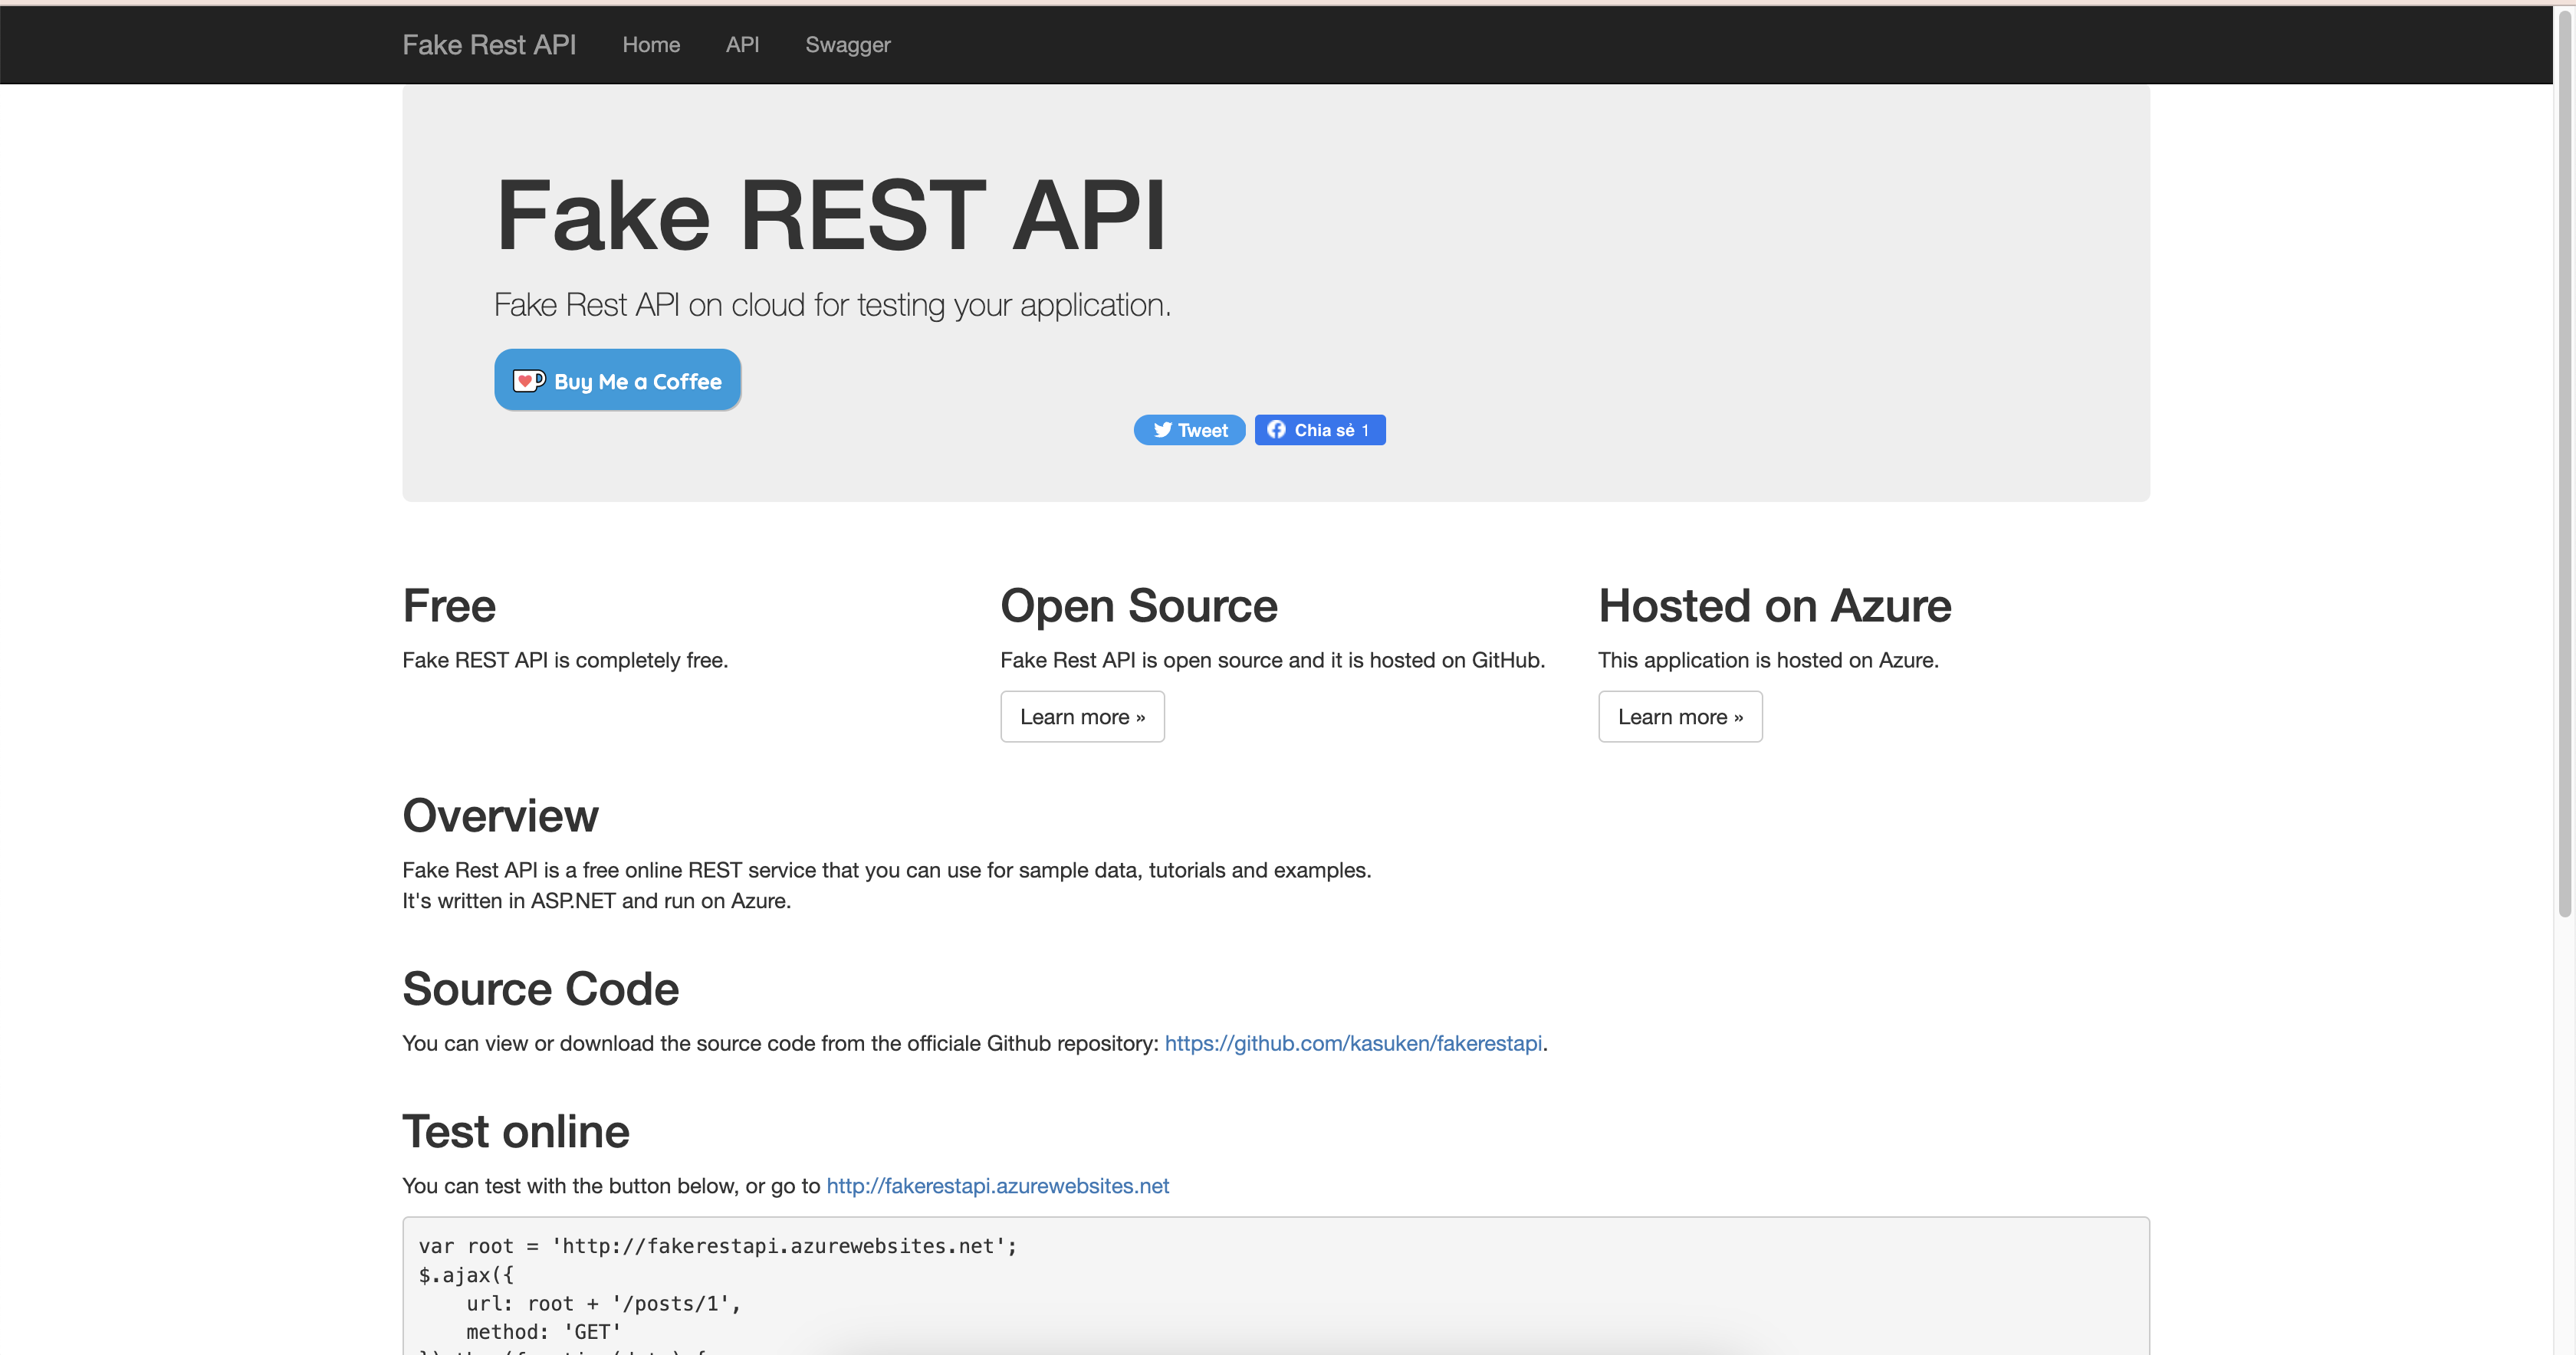 Fake Rest API Home API Swagger
Fake REST API
Fake Rest API on cloud for testing your application.
Buy Me a Coffee
Tweet Chia sẻ 1
Free
Fake REST API is completely free.
Open Source
Fake Rest API is open source and it is hosted on GitHub.
Learn more »
Hosted on Azure
This application is hosted on Azure.
Learn more »
Overview
Fake Rest API is a free online REST service that you can use for sample data, tutorials and examples.
It's written in ASP.NET and run on Azure.
Source Code
You can view or download the source code from the officiale Github repository: https://github.com/kasuken/fakerestapi.
Test online
You can test with the button below, or go to http://fakerestapi.azurewebsites.net
var root = 'http://fakerestapi.azurewebsites.net';
$.ajax({
    url: root + '/posts/1',
    method: 'GET'